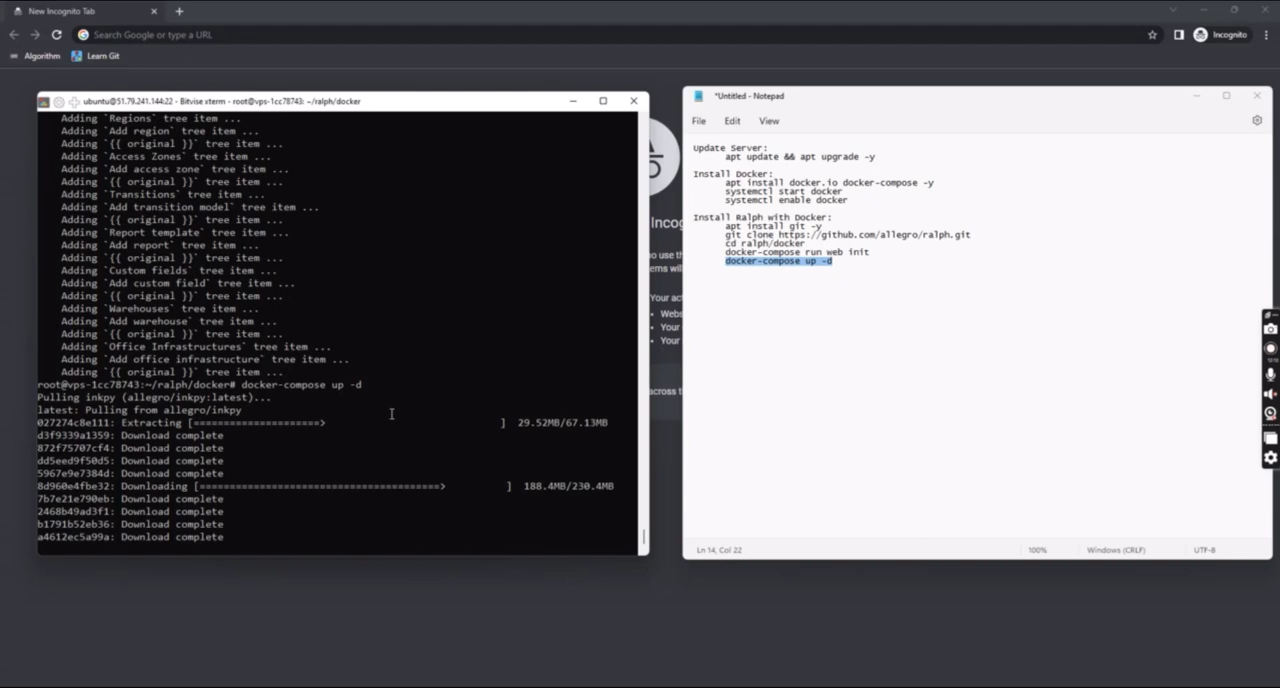 New Incognito Tab
Search Google or type a URL
Incognito
Algorithm
Learn Git
ubuntu@51.79.241.144:22 - Bitvise xterm - root@vps-1cc78743: ~/ralph/docker
Adding `Regions` tree item ...
Adding `Add region` tree item ...
Adding `{{ original }}` tree item ...
Adding `Access Zones` tree item ...
Adding `Add access zone` tree item ...
Adding `{{ original }}` tree item ...
Adding `Transitions` tree item ...
Adding `Add transition model` tree item ...
Adding `{{ original }}` tree item ...
Adding `Report template` tree item ...
Adding `Add report` tree item ...
Adding `{{ original }}` tree item ...
Adding `Custom fields` tree item ...
Adding `Add custom field` tree item ...
Adding `{{ original }}` tree item ...
Adding `Warehouses` tree item ...
Adding `Add warehouse` tree item ...
Adding `{{ original }}` tree item ...
Adding `Office Infrastructures` tree item ...
Adding `Add office infrastructure` tree item ...
Adding `{{ original }}` tree item ...
root@vps-1cc78743:~/ralph/docker# docker-compose up -d
Pulling inkpy (allegro/inkpy:latest)...
latest: Pulling from allegro/inkpy
027274c8e111: Extracting [=====================> ] 29.52MB/67.13MB
d3f9339a1359: Download complete
872f75707cf4: Download complete
dd5eed9f50d5: Download complete
5967e9e7384d: Download complete
8d960e4fbe32: Downloading [========================================> ] 188.4MB/230.4MB
7b7e21e790eb: Download complete
2468b49ad3f1: Download complete
b1791b52eb36: Download complete
a4612ec5a99a: Download complete
Incog
no use th
ems will
Your act
Webs
Your
Your
across t
*Untitled - Notepad
File Edit View
Update Server:
apt update && apt upgrade -y
Install Docker:
apt install docker.io docker-compose -y
systemctl start docker
systemctl enable docker
Install Ralph with Docker:
apt install git -y
git clone https://github.com/allegro/ralph.git
cd ralph/docker
docker-compose run web init
docker-compose up -d
Ln 14, Col 22
100%
Windows (CRLF)
UTF-8